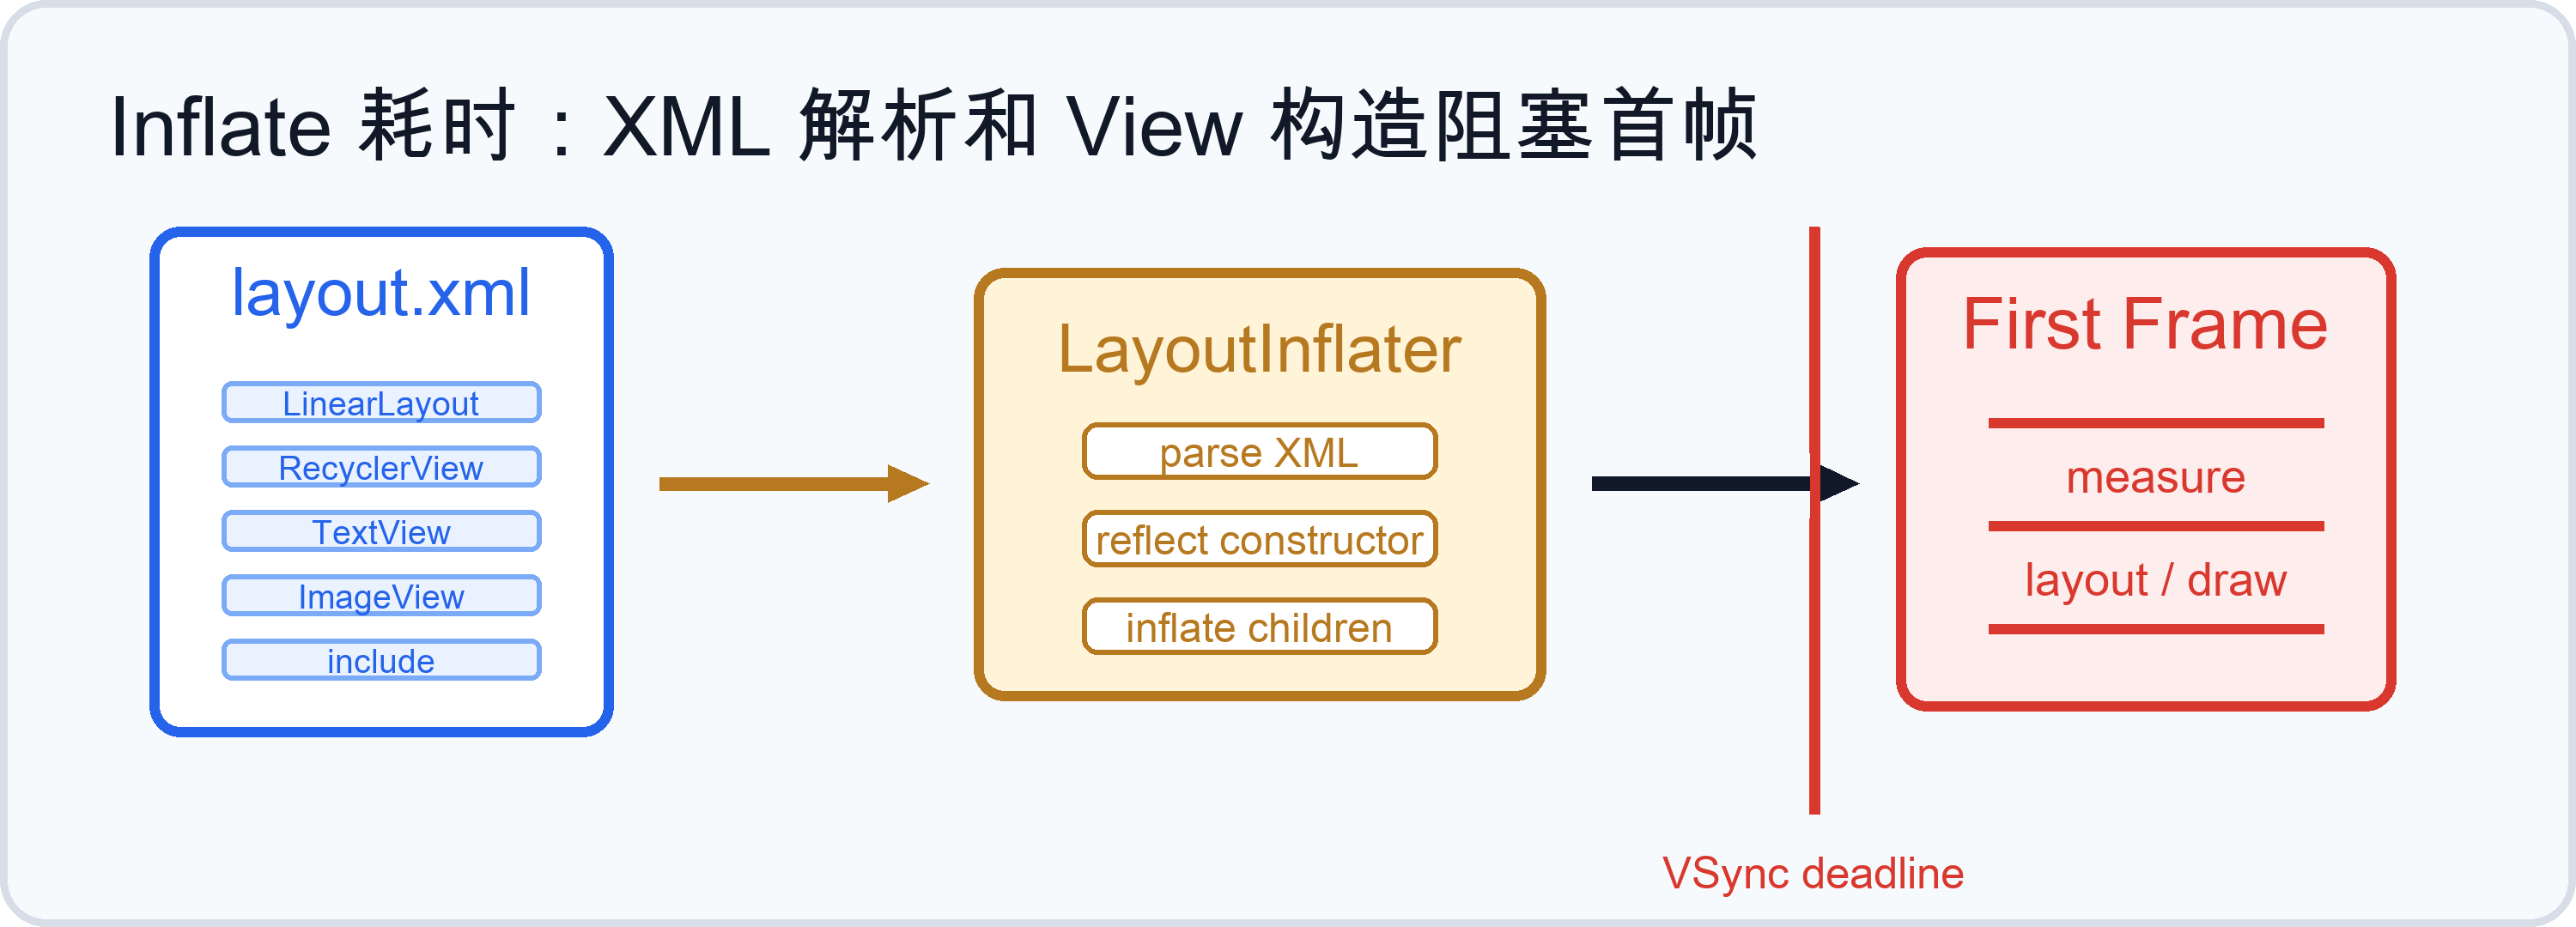 Inflate 耗时：XML 解析和 View 构造阻塞首帧
layout.xml
LinearLayout
RecyclerView
TextView
ImageView
include
LayoutInflater
parse XML
reflect constructor
inflate children
First Frame
measure
layout / draw
VSync deadline